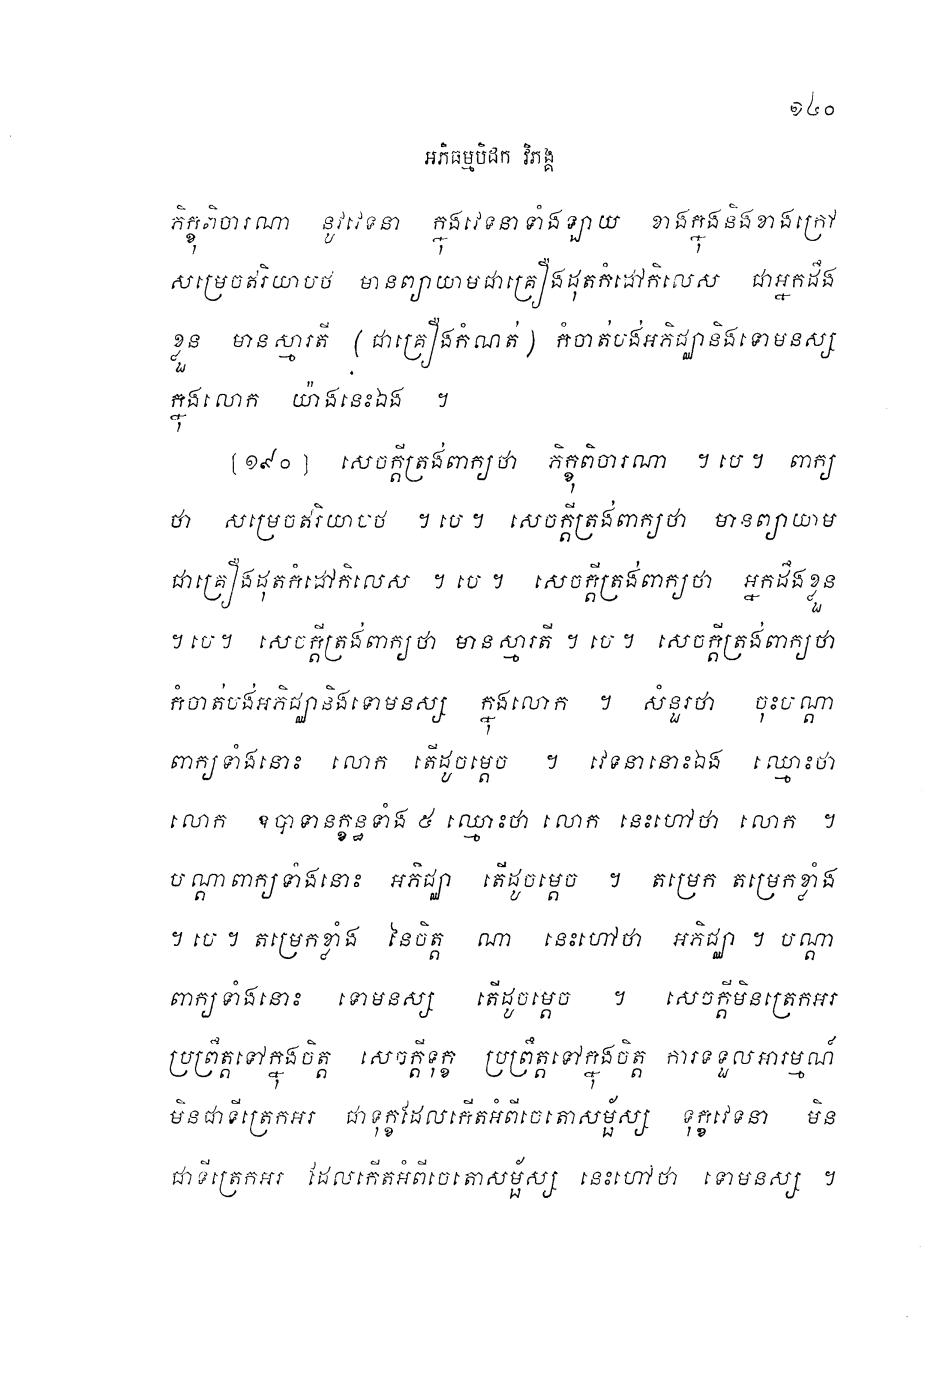 ១៤០
អភិធម្មបិដក វិភង្គ
ភិក្ខុពិចារណា នូវវេទនា ក្នុងវេទនាទាំងឡាយ ខាងក្នុងនិងខាងក្រៅ
សម្រេចឥរិយាបថ មានព្យាយាមជាគ្រឿងដុតកំដៅកិលេស ជាអ្នកដឹង
ខ្លួន មានស្មារតី (ជាគ្រឿងកំណត់) កំចាត់បង់អភិជ្ឈានិងទោមនស្ស
ក្នុងលោក យ៉ាងនេះឯង ។
[១៩០] សេចក្តីត្រង់ពាក្យថា ភិក្ខុពិចារណា ។ បេ ។ ពាក្យ
ថា សម្រេចឥរិយាបថ ។ បេ ។ សេចក្តីត្រង់ពាក្យថា មានព្យាយាម
ជាគ្រឿងដុតកំដៅកិលេស ។ បេ ។ សេចក្តីត្រង់ពាក្យថា អ្នកដឹងខ្លួន
។ បេ ។ សេចក្តីត្រង់ពាក្យថា មានស្មារតី ។ បេ ។ សេចក្តីត្រង់ពាក្យថា
កំចាត់បង់អភិជ្ឈានិងទោមនស្ស ក្នុងលោក ។ សំនួរថា ចុះបណ្តា
ពាក្យទាំងនោះ លោក តើដូចម្តេច ។ វេទនានោះឯង ឈ្មោះថា
លោក ឧបាទានក្ខន្ធទាំង ៥ ឈ្មោះថា លោក នេះហៅថា លោក ។
បណ្តាពាក្យទាំងនោះ អភិជ្ឈា តើដូចម្តេច ។ តម្រេក តម្រេកខ្លាំង
។ បេ ។ តម្រេកខ្លាំង នៃចិត្ត ណា នេះហៅថា អភិជ្ឈា ។ បណ្តា
ពាក្យទាំងនោះ ទោមនស្ស តើដូចម្តេច ។ សេចក្តីមិនត្រេកអរ
ប្រព្រឹត្តទៅក្នុងចិត្ត សេចក្តីទុក្ខ ប្រព្រឹត្តទៅក្នុងចិត្ត ការទទួលអារម្មណ៍
មិនជាទីត្រេកអរ ជាទុក្ខដែលកើតអំពីចេតោសម្ផ័ស្ស ទុក្ខវេទនា មិន
ជាទីត្រេកអរ ដែលកើតអំពីចេតោសម្ផ័ស្ស នេះហៅថា ទោមនស្ស ។